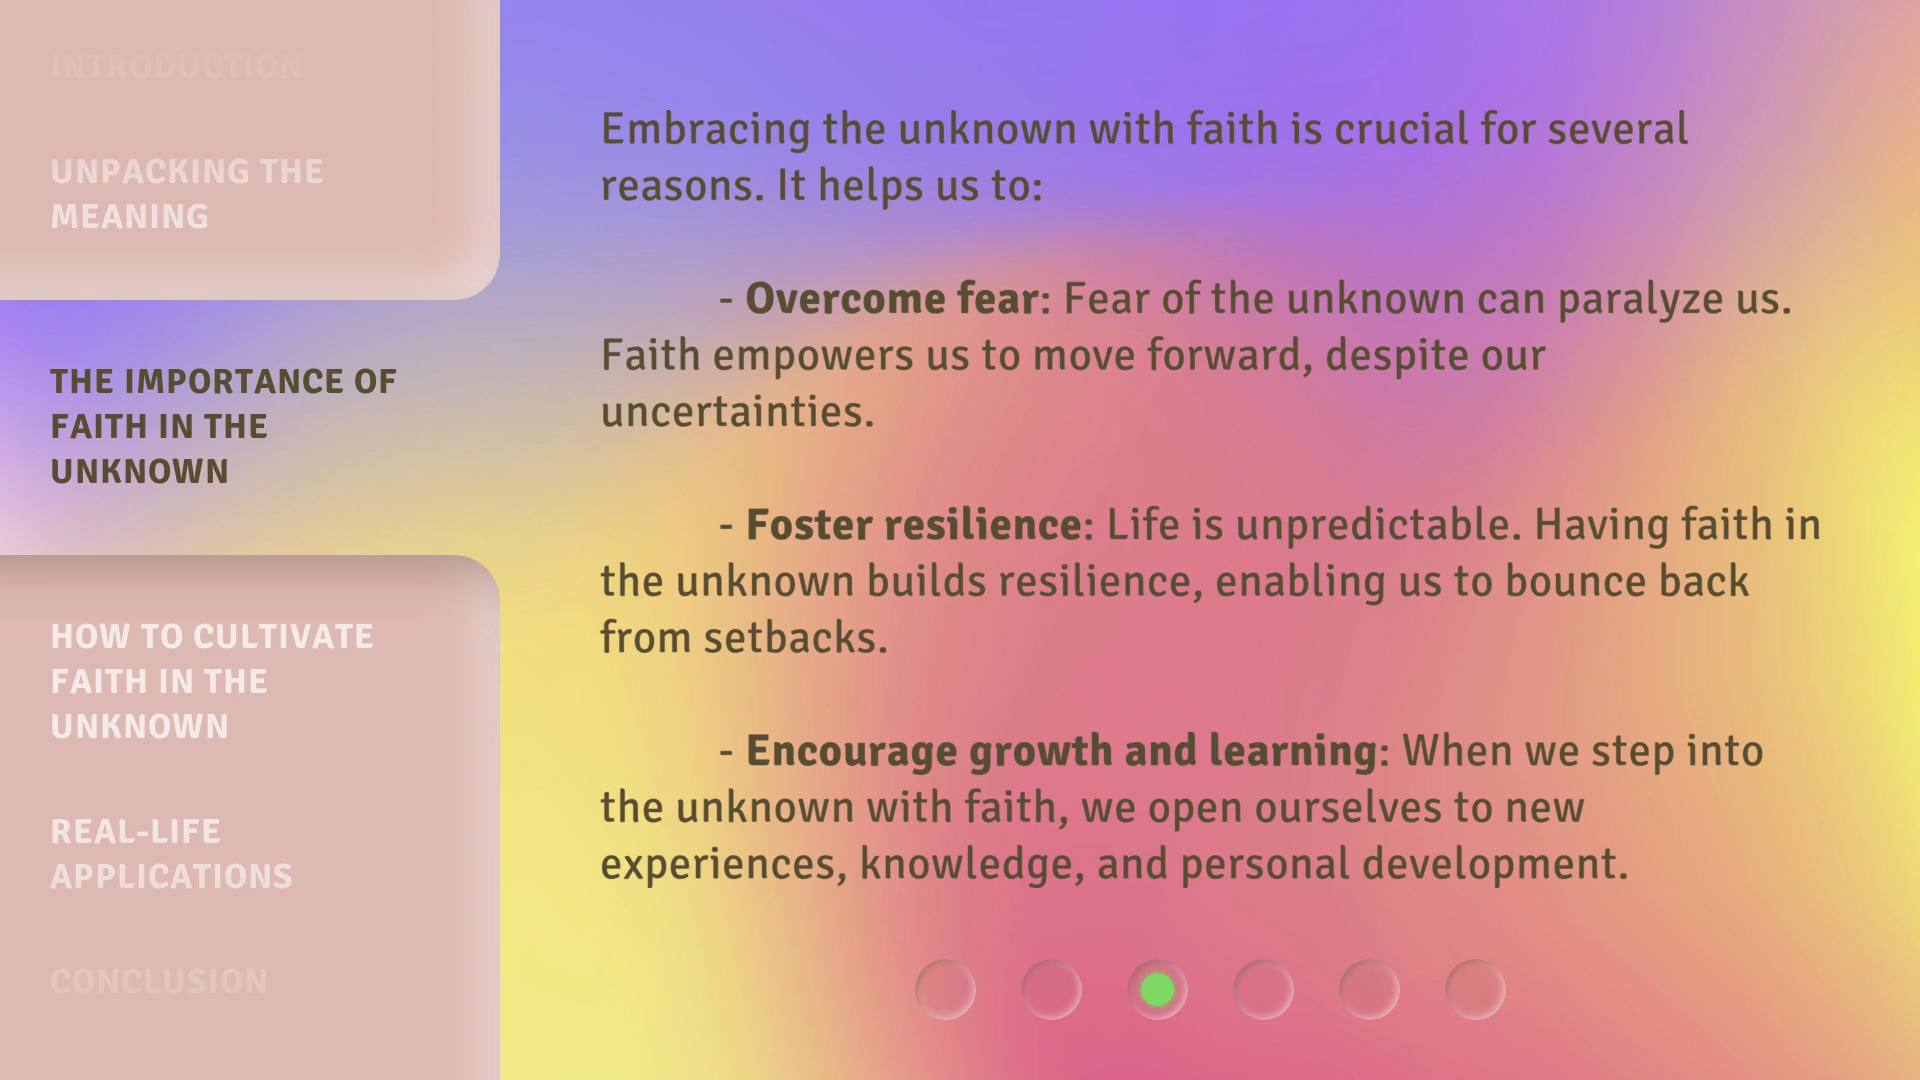 INTRODUCTION
UNPACKING THE
MEANING
THE IMPORTANCE OF
FAITH IN THE
UNKNOWN
HOW TO CULTIVATE
FAITH IN THE
UNKNOWN
REAL-LIFE
APPLICATIONS
CONCLUSION
Embracing the unknown with faith is crucial for several
reasons. It helps us to:
- Overcome fear: Fear of the unknown can paralyze us.
Faith empowers us to move forward, despite our
uncertainties.
- Foster resilience: Life is unpredictable. Having faith in
the unknown builds resilience, enabling us to bounce back
from setbacks.
- Encourage growth and learning: When we step into
the unknown with faith, we open ourselves to new
experiences, knowledge, and personal development.